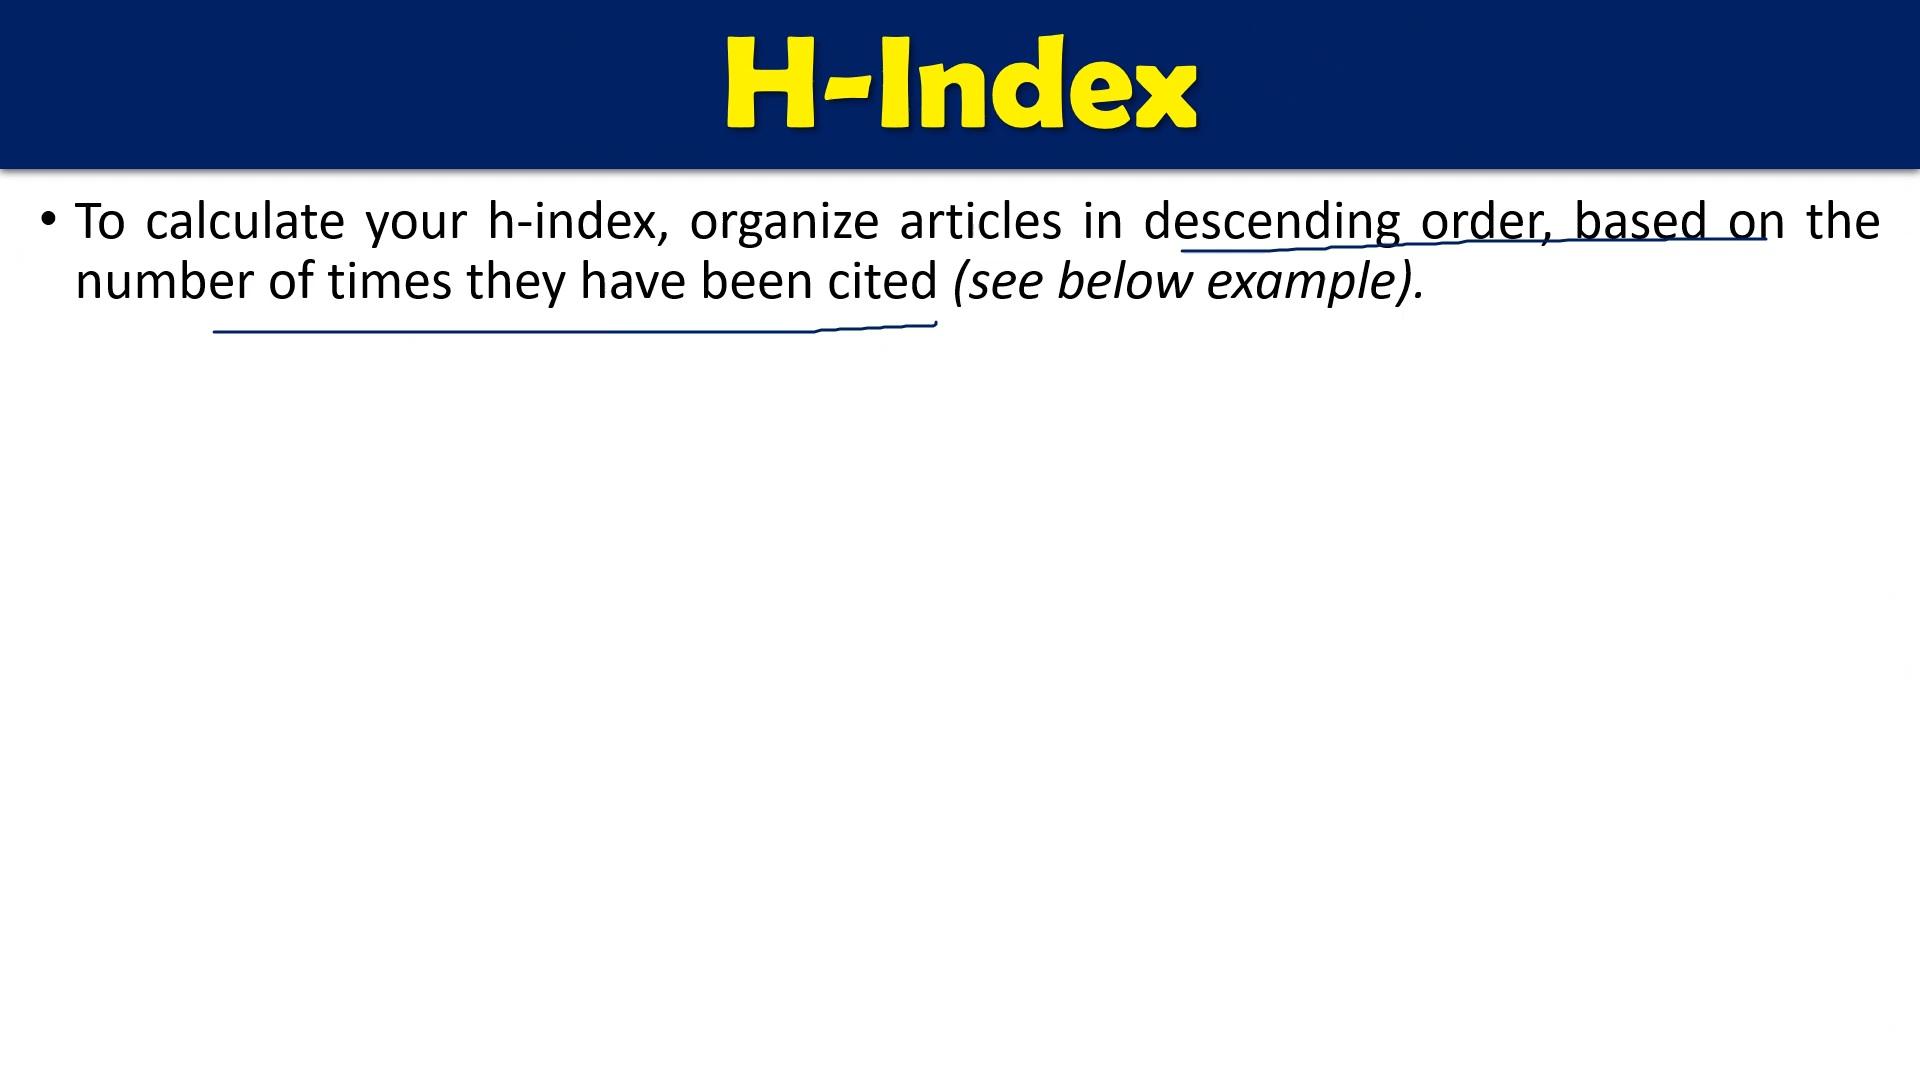 H-Index
• To calculate your h-index, organize articles in descending order, based on the
number of times they have been cited (see below example).